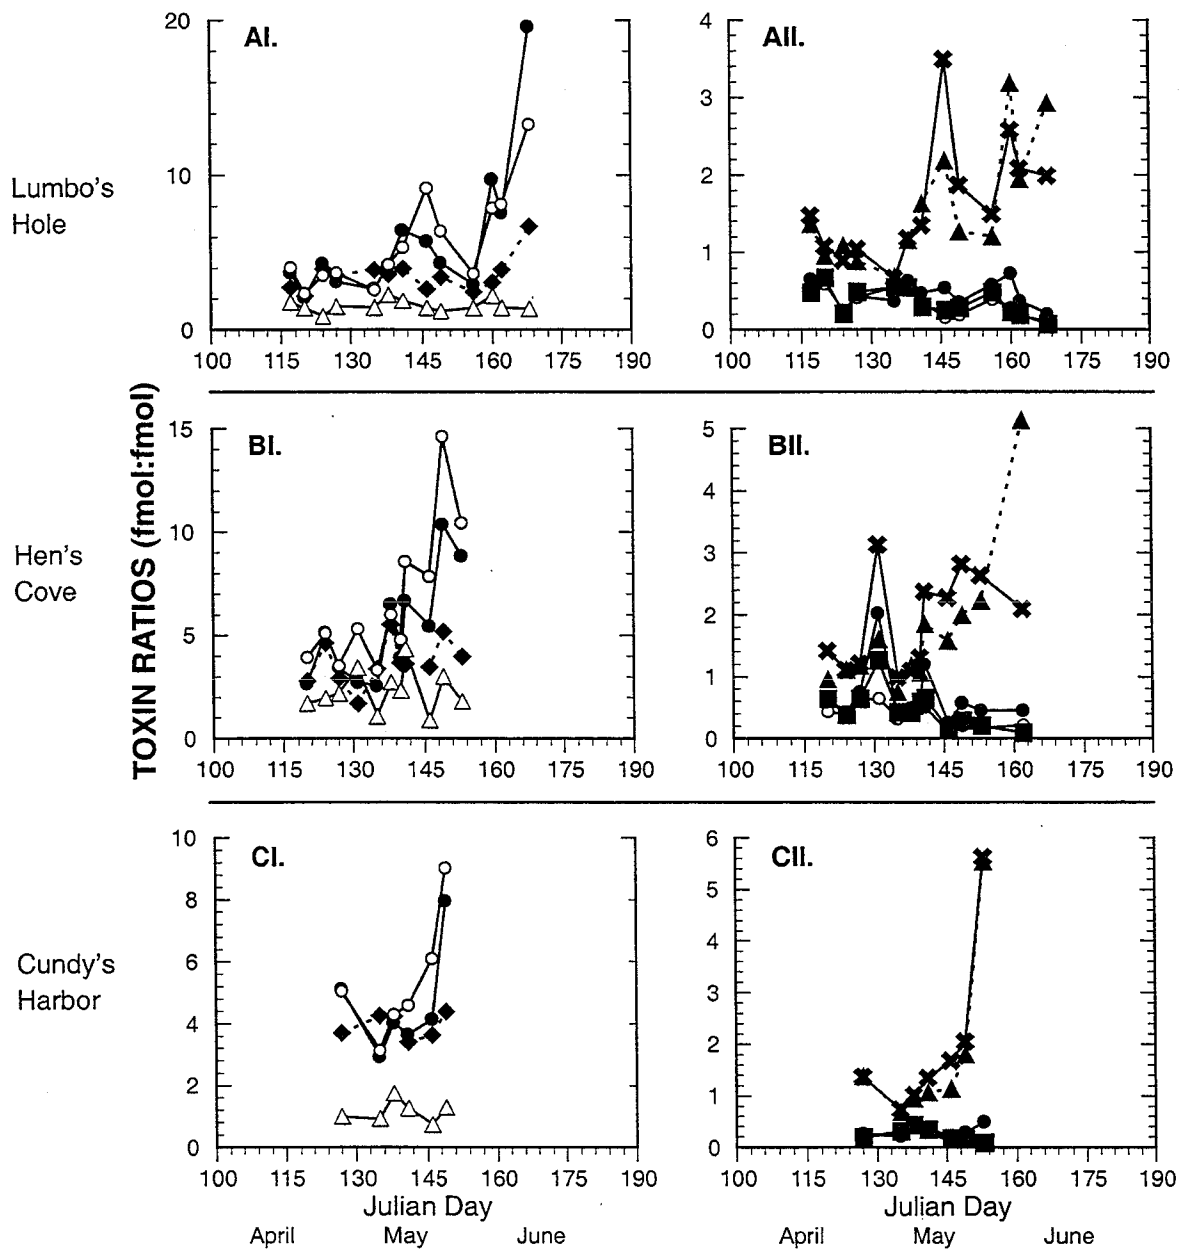 TOXIN RATIOS (fmol:fmol)
Lumbo's
Hole
AI.
20
10
0
100 115 130 145 160 175 190
AII.
4
3
2
1
0
100 115 130 145 160 175 190
Hen's
Cove
BI.
15
10
5
0
100 115 130 145 160 175 190
BII.
5
4
3
2
1
0
100 115 130 145 160 175 190
Cundy's
Harbor
CI.
10
8
6
4
2
0
100 115 130 145 160 175 190
Julian Day
April May June
CII.
6
5
4
3
2
1
0
100 115 130 145 160 175 190
Julian Day
April May June